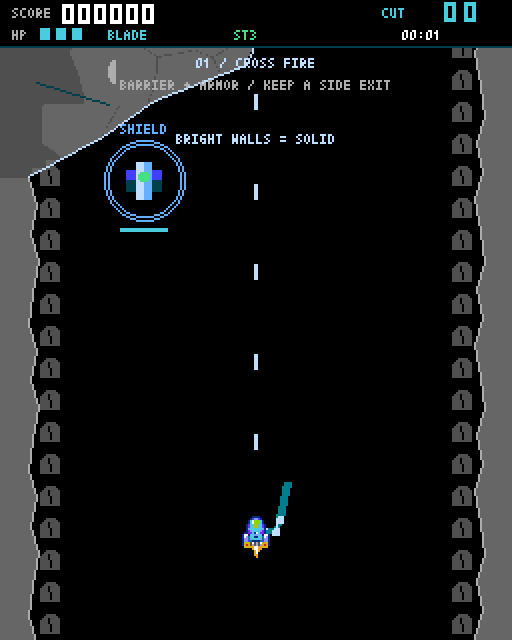 SCORE 000000 CUT 00
HP BLADE ST3 00:01
01 / CROSS FIRE
BARRIER + ARMOR / KEEP A SIDE EXIT
SHIELD
BRIGHT WALLS = SOLID